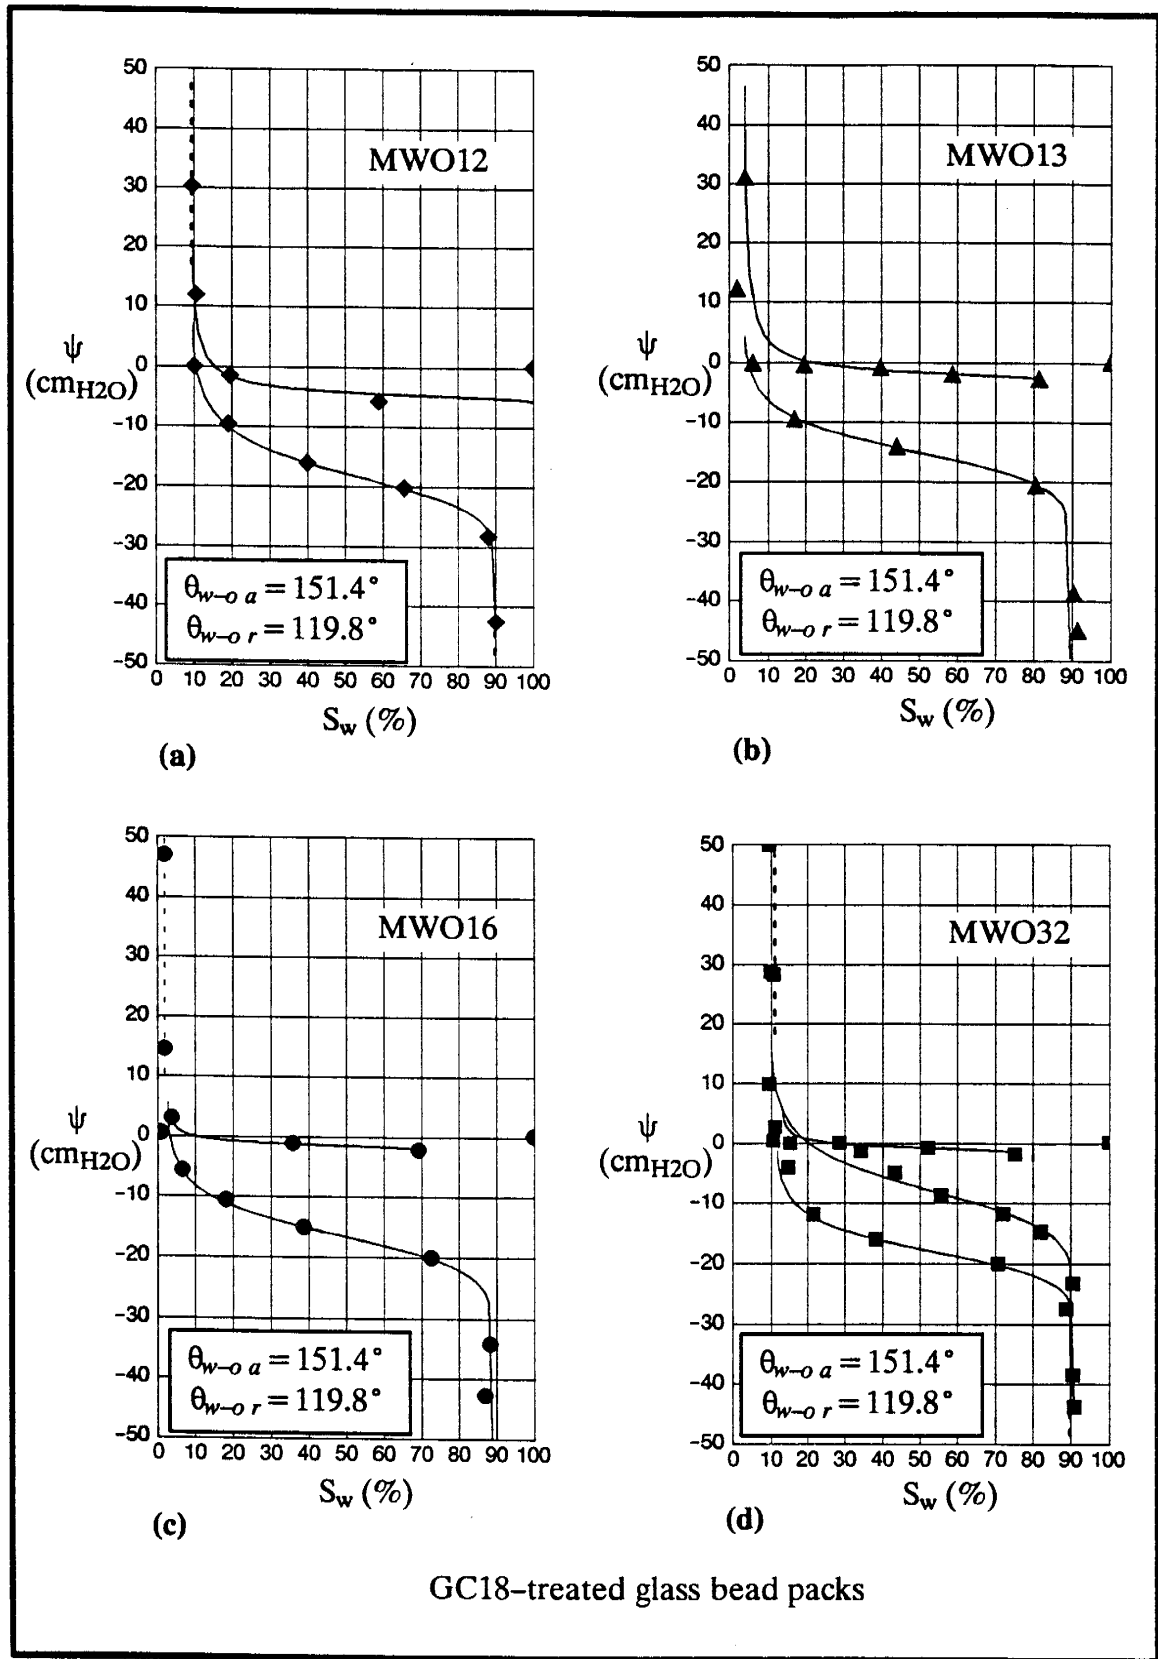 50
40
30
20
10
0
-10
-20
-30
-40
-50
ψ
(cmH2O)
MWO12
θw-o a = 151.4°
θw-o r = 119.8°
0 10 20 30 40 50 60 70 80 90 100
Sw (%)
(a)
50
40
30
20
10
0
-10
-20
-30
-40
-50
ψ
(cmH2O)
MWO13
θw-o a = 151.4°
θw-o r = 119.8°
0 10 20 30 40 50 60 70 80 90 100
Sw (%)
(b)
50
40
30
20
10
0
-10
-20
-30
-40
-50
ψ
(cmH2O)
MWO16
θw-o a = 151.4°
θw-o r = 119.8°
0 10 20 30 40 50 60 70 80 90 100
Sw (%)
(c)
50
40
30
20
10
0
-10
-20
-30
-40
-50
ψ
(cmH2O)
MWO32
θw-o a = 151.4°
θw-o r = 119.8°
0 10 20 30 40 50 60 70 80 90 100
Sw (%)
(d)
GC18-treated glass bead packs